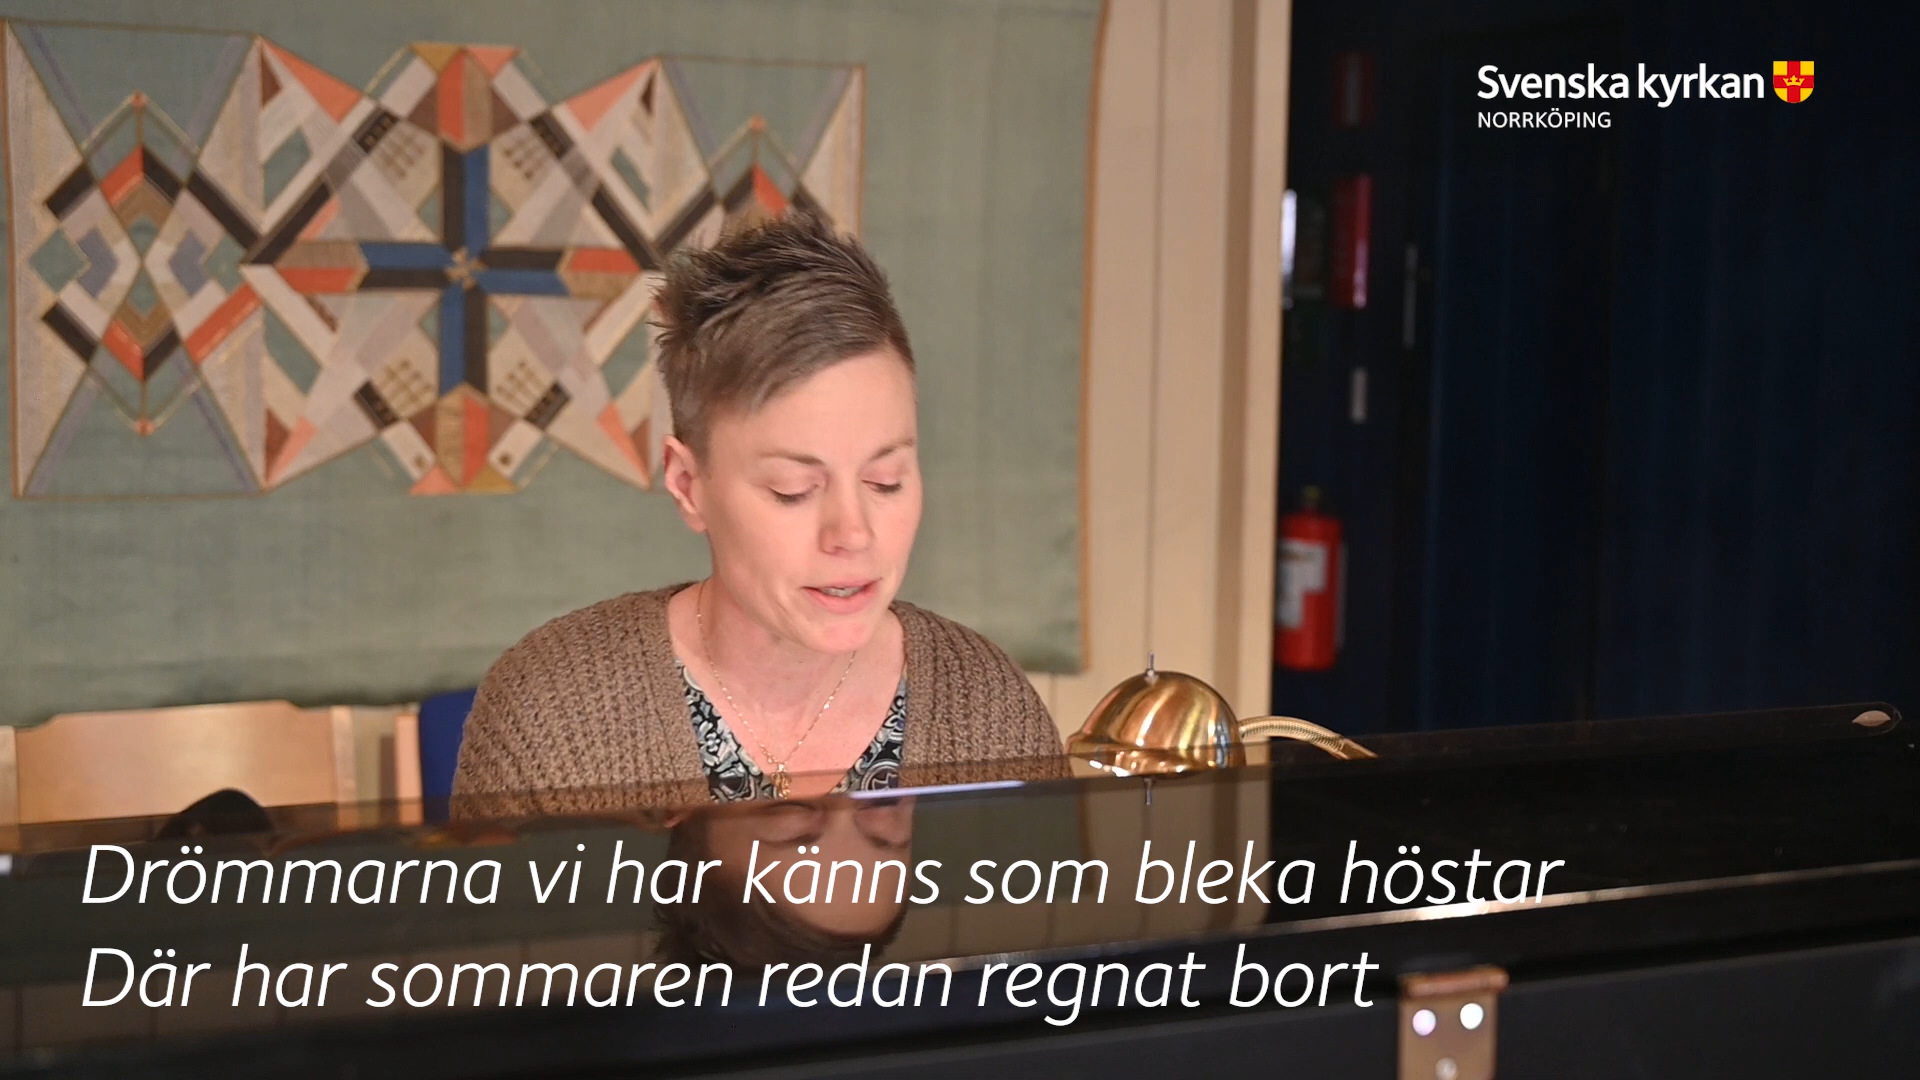 Svenska kyrkan
NORRKÖPING
Drömmarna vi har känns som bleka höstar
Där har sommaren redan regnat bort